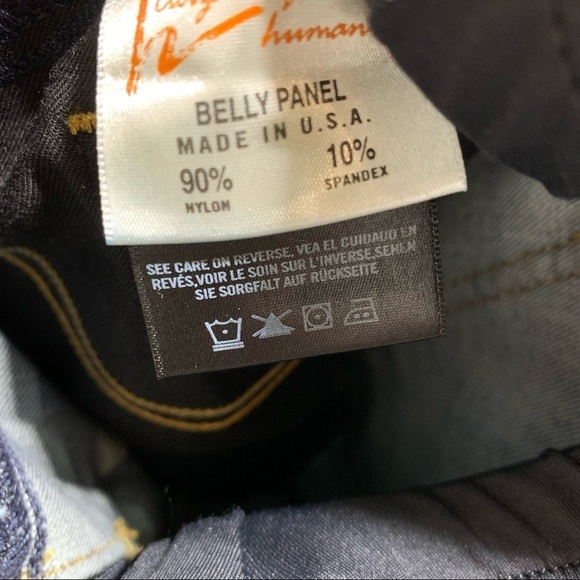 human
BELLY PANEL
MADE IN U.S.A.
90% 10%
NYLON SPANDEX
SEE CARE ON REVERSE, VEA EL CUIDADO EN
REVÉS,VOIR LE SOIN SUR L'INVERSE,SEHEN
SIE SORGFALT AUF RÜCKSEITE